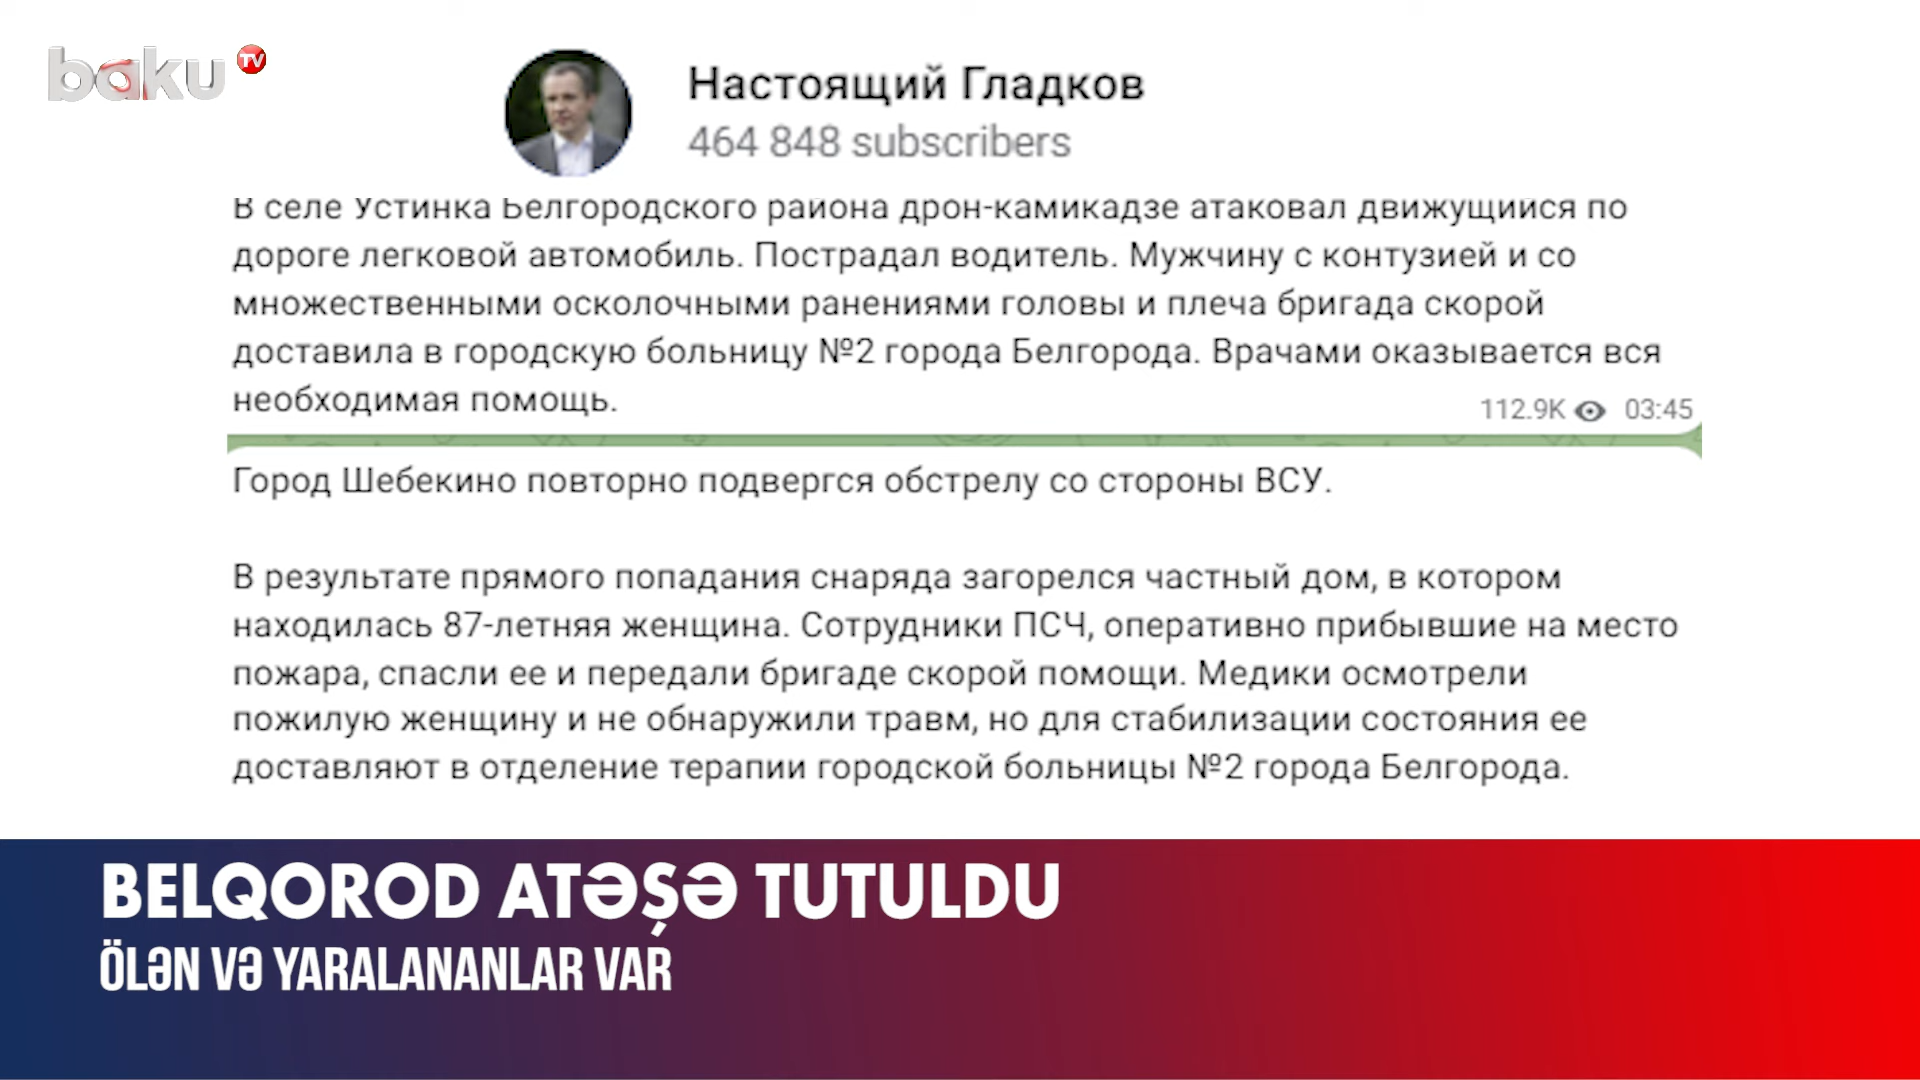 baku TV
Настоящий Гладков
464 848 subscribers
В селе Устинка Белгородского района дрон-камикадзе атаковал движущийся по
дороге легковой автомобиль. Пострадал водитель. Мужчину с контузией и со
множественными осколочными ранениями головы и плеча бригада скорой
доставила в городскую больницу №2 города Белгорода. Врачами оказывается вся
необходимая помощь.
112.9K 03:45
Город Шебекино повторно подвергся обстрелу со стороны ВСУ.
В результате прямого попадания снаряда загорелся частный дом, в котором
находилась 87-летняя женщина. Сотрудники ПСЧ, оперативно прибывшие на место
пожара, спасли ее и передали бригаде скорой помощи. Медики осмотрели
пожилую женщину и не обнаружили травм, но для стабилизации состояния ее
доставляют в отделение терапии городской больницы №2 города Белгорода.
BELQOROD ATƏŞƏ TUTULDU
ÖLƏN VƏ YARALANANLAR VAR